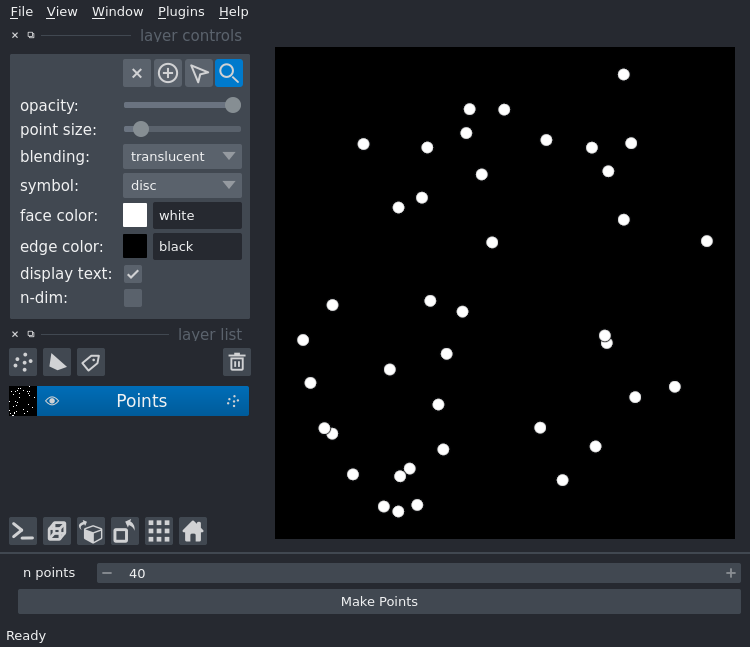 File View Window Plugins Help
layer controls
opacity:
point size:
blending: translucent
symbol: disc
face color: white
edge color: black
display text:
n-dim:
layer list
Points
n points 40
Make Points
Ready